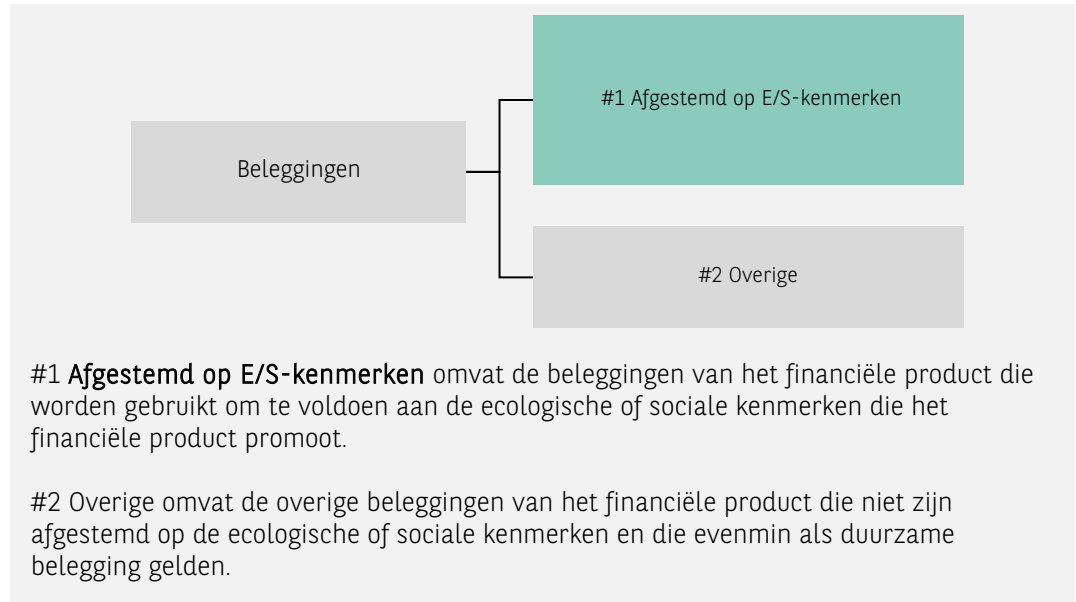 #1 Afgestemd op E/S-kenmerken
Beleggingen
#2 Overige
#1 Afgestemd op E/S-kenmerken omvat de beleggingen van het financiële product die
worden gebruikt om te voldoen aan de ecologische of sociale kenmerken die het
financiële product promoot.
#2 Overige omvat de overige beleggingen van het financiële product die niet zijn
afgestemd op de ecologische of sociale kenmerken en die evenmin als duurzame
belegging gelden.